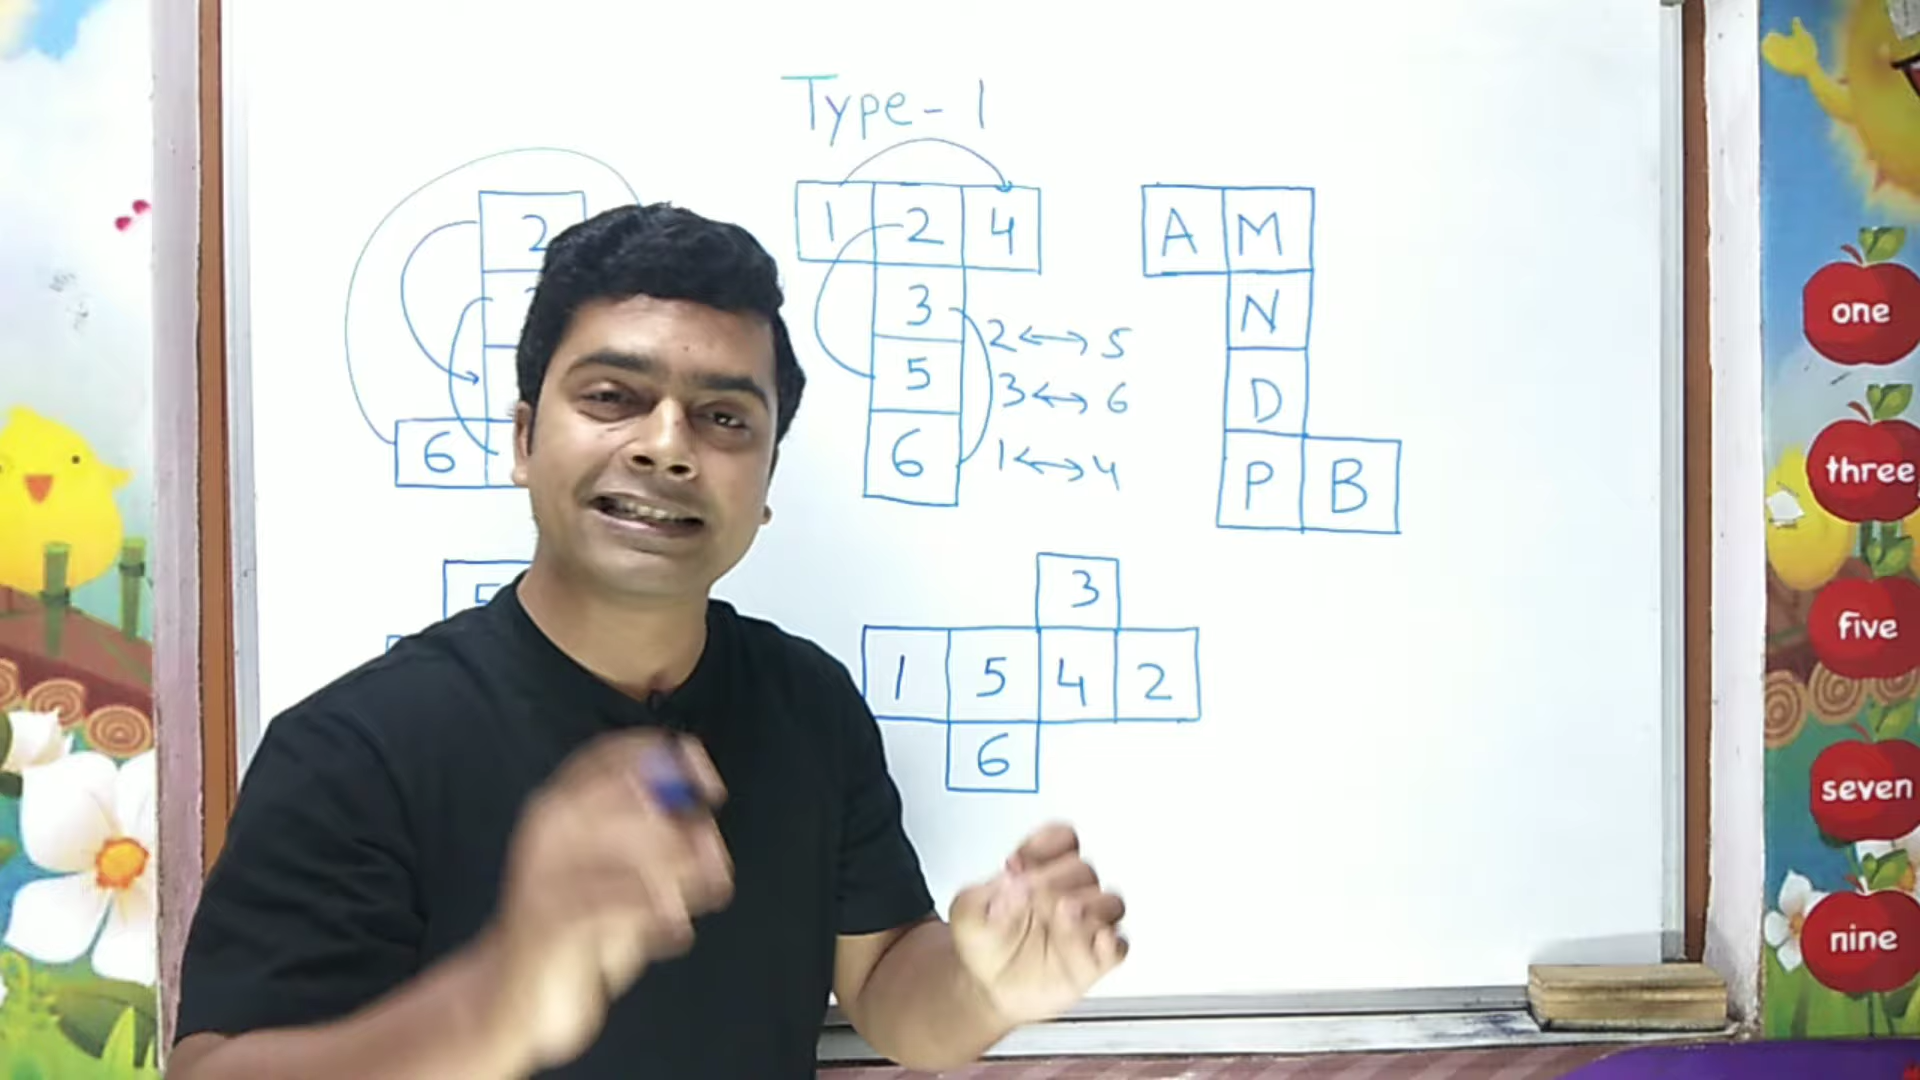 Type-1
2
6
1 2 4
3
5
6
2↔5
3↔6
1↔4
A M
N
D
P B
5
3
1 5 4 2
6
one
three
five
seven
nine